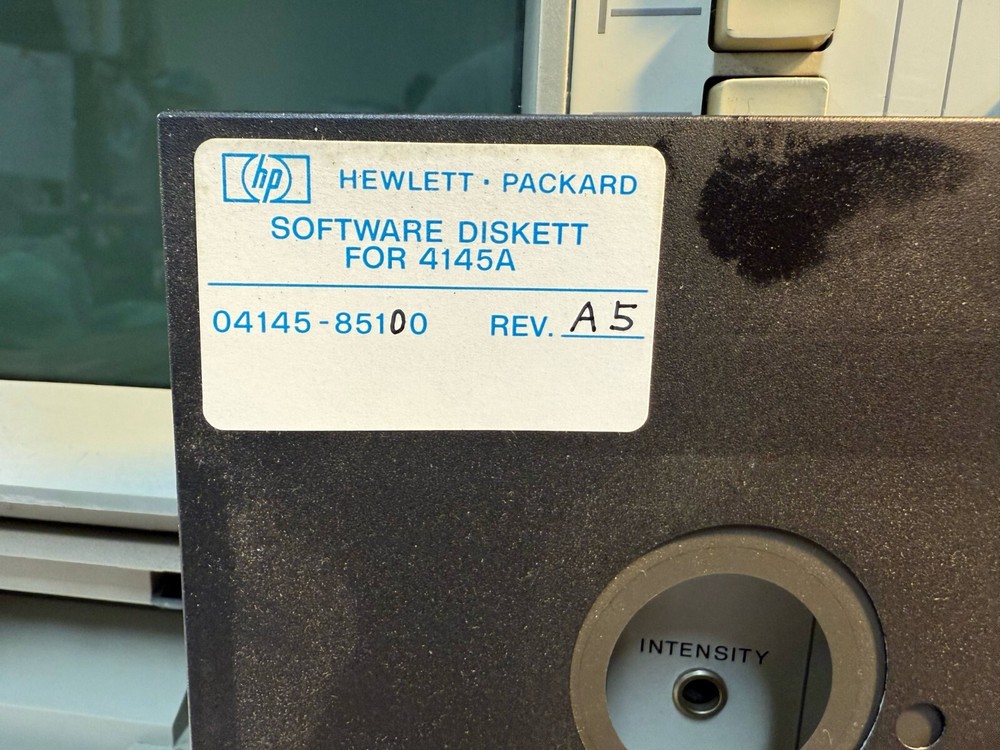 hp HEWLETT · PACKARD
SOFTWARE DISKETT
FOR 4145A
04145-85100 REV. A5
INTENSITY